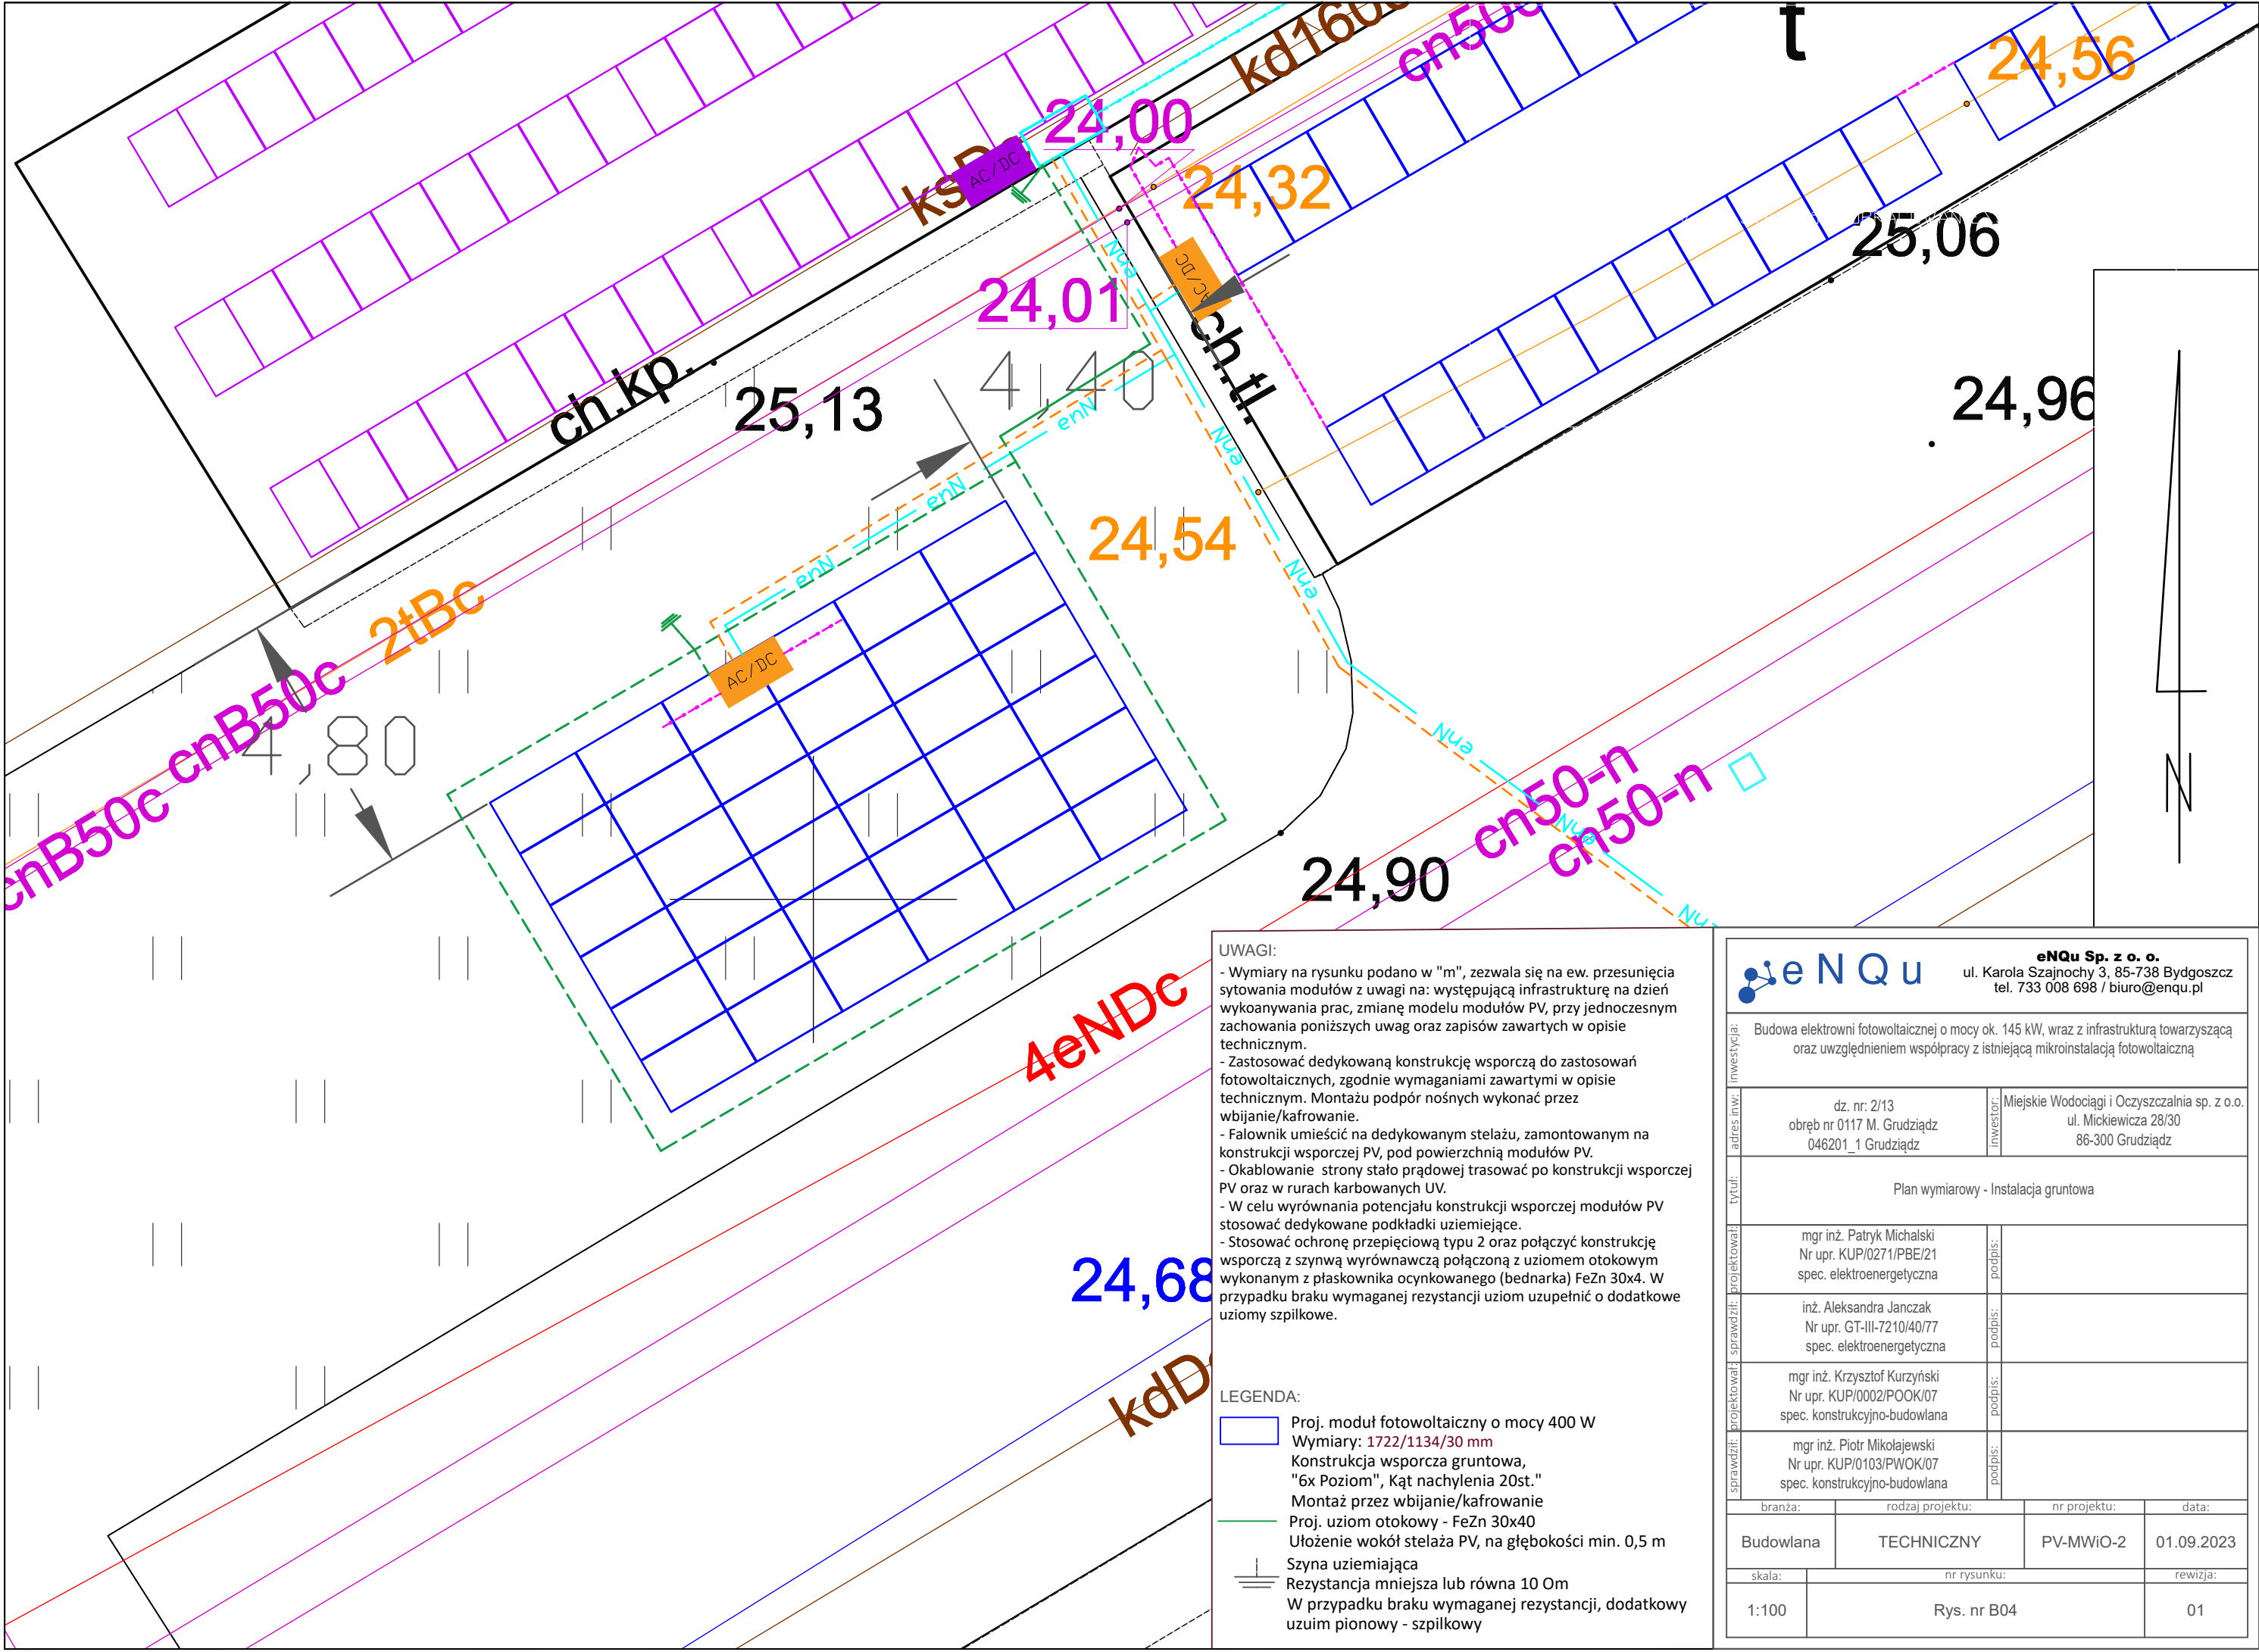 t
kd160
cn50c
24,56
24,00
AC/DC
24,32
25,06
enN
AC/DC
24,01
ch.tl.
4,40
24,96
ch.kp.
25,13
enN
enN
enN
24,54
enN
enN
2tBc
AC/DC
cnB50c
4,80
cnB50c
enN
cn50-n
cn50-n
enN
N
24,90
4eNDc
24,68
UWAGI:
- Wymiary na rysunku podano w "m", zezwala się na ew. przesunięcia
sytowania modułów z uwagi na: występującą infrastrukturę na dzień
wykoanywania prac, zmianę modelu modułów PV, przy jednoczesnym
zachowania poniższych uwag oraz zapisów zawartych w opisie
technicznym.
- Zastosować dedykowaną konstrukcję wsporczą do zastosowań
fotowoltaicznych, zgodnie wymaganiami zawartymi w opisie
technicznym. Montażu podpór nośnych wykonać przez
wbijanie/kafrowanie.
- Falownik umieścić na dedykowanym stelażu, zamontowanym na
konstrukcji wsporczej PV, pod powierzchnią modułów PV.
- Okablowanie strony stało prądowej trasować po konstrukcji wsporczej
PV oraz w rurach karbowanych UV.
- W celu wyrównania potencjału konstrukcji wsporczej modułów PV
stosować dedykowane podkładki uziemiejące.
- Stosować ochronę przepięciową typu 2 oraz połączyć konstrukcję
wsporczą z szynwą wyrównawczą połączoną z uziomem otokowym
wykonanym z płaskownika ocynkowanego (bednarka) FeZn 30x4. W
przypadku braku wymaganej rezystancji uziom uzupełnić o dodatkowe
uziomy szpilkowe.
LEGENDA:
Proj. moduł fotowoltaiczny o mocy 400 W
Wymiary: 1722/1134/30 mm
Konstrukcja wsporcza gruntowa,
"6x Poziom", Kąt nachylenia 20st."
Montaż przez wbijanie/kafrowanie
Proj. uziom otokowy - FeZn 30x40
Ułożenie wokół stelaża PV, na głębokości min. 0,5 m
Szyna uziemiająca
Rezystancja mniejsza lub równa 10 Om
W przypadku braku wymaganej rezystancji, dodatkowy
uzuim pionowy - szpilkowy
eNQu
eNQu Sp. z o. o.
ul. Karola Szajnochy 3, 85-738 Bydgoszcz
tel. 733 008 698 / biuro@enqu.pl
inwestycja:
Budowa elektrowni fotowoltaicznej o mocy ok. 145 kW, wraz z infrastrukturą towarzyszącą
oraz uwzględnieniem współpracy z istniejącą mikroinstalacją fotowoltaiczną
adres inw.:
dz. nr: 2/13
obręb nr 0117 M. Grudziądz
046201_1 Grudziądz
inwestor:
Miejskie Wodociągi i Oczyszczalnia sp. z o.o.
ul. Mickiewicza 28/30
86-300 Grudziądz
tytuł:
Plan wymiarowy - Instalacja gruntowa
projektował:
mgr inż. Patryk Michalski
Nr upr. KUP/0271/PBE/21
spec. elektroenergetyczna
podpis:
sprawdził:
inż. Aleksandra Janczak
Nr upr. GT-III-7210/40/77
spec. elektroenergetyczna
podpis:
projektował:
mgr inż. Krzysztof Kurzyński
Nr upr. KUP/0002/POOK/07
spec. konstrukcyjno-budowlana
podpis:
sprawdził:
mgr inż. Piotr Mikołajewski
Nr upr. KUP/0103/PWOK/07
spec. konstrukcyjno-budowlana
podpis:
branża: rodzaj projektu: nr projektu: data:
Budowlana TECHNICZNY PV-MWiO-2 01.09.2023
skala: nr rysunku: rewizja:
1:100 Rys. nr B04 01